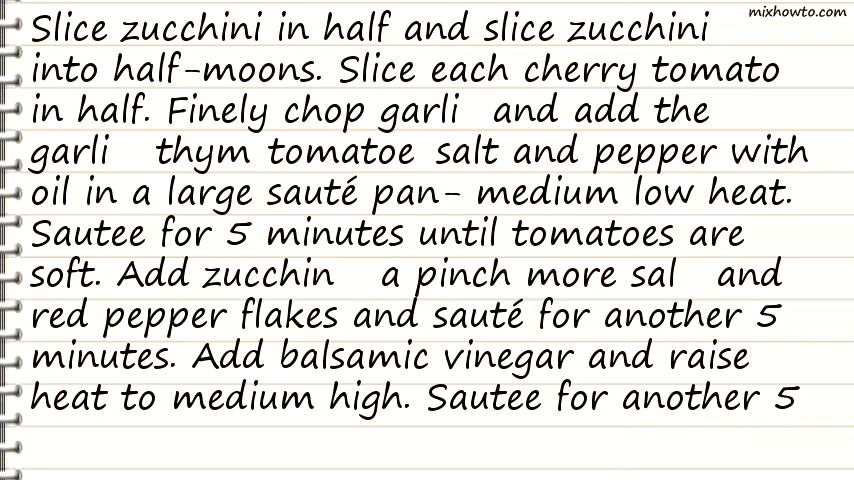 mixhowto.com
Slice zucchini in half and slice zucchini
into half-moons. Slice each cherry tomato
in half. Finely chop garli and add the
garli thym tomatoe salt and pepper with
oil in a large sauté pan- medium low heat.
Sautee for 5 minutes until tomatoes are
soft. Add zucchin a pinch more sal and
red pepper flakes and sauté for another 5
minutes. Add balsamic vinegar and raise
heat to medium high. Sautee for another 5